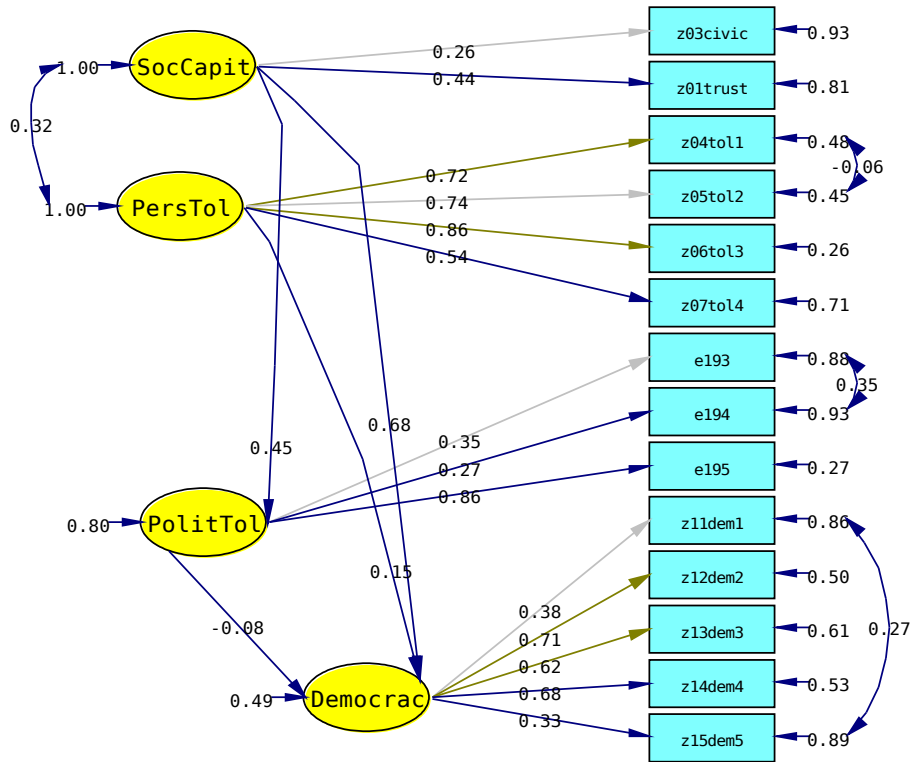 z03civic
0.93
0.26
1.00
SocCapit
0.44
z01trust
0.81
0.32
z04tol1
0.48
-0.06
0.72
1.00
PersTol
0.74
z05tol2
0.45
0.86
z06tol3
0.26
0.54
z07tol4
0.71
e193
0.88
0.35
0.68
e194
0.93
0.45
0.35
0.27
e195
0.27
0.86
0.80
PolitTol
z11dem1
0.86
0.15
z12dem2
0.50
0.38
-0.08
0.71
z13dem3
0.61
0.27
0.62
0.49
Democrac
0.68
z14dem4
0.53
0.33
z15dem5
0.89